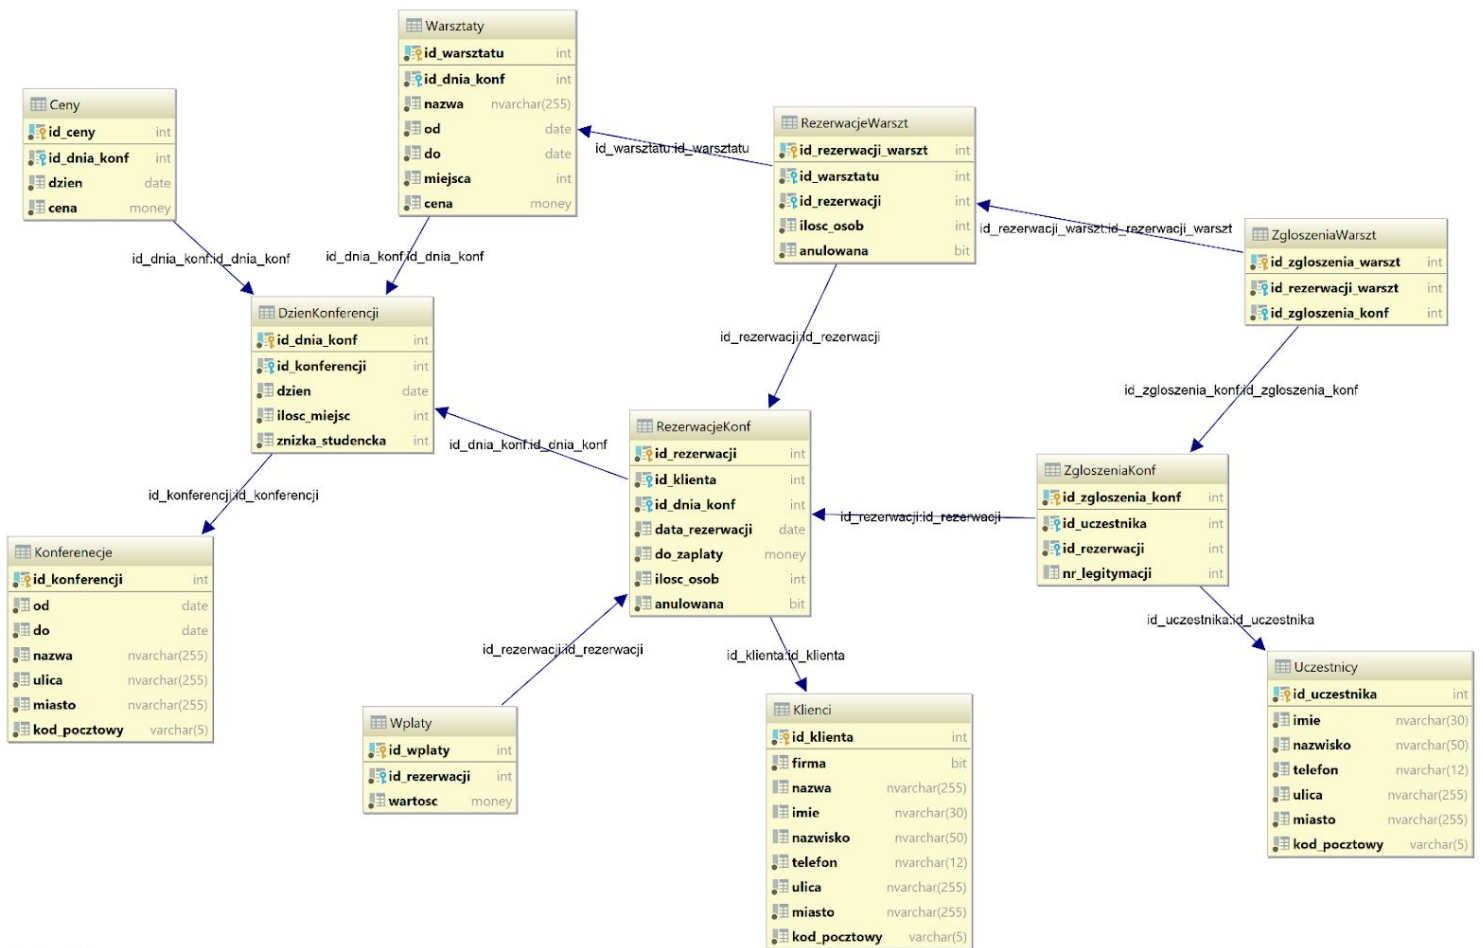 Warsztaty
id_warsztatu int
id_dnia_konf int
nazwa nvarchar(255)
od date
do date
miejsca int
cena money
Ceny
id_ceny int
id_dnia_konf int
dzien date
cena money
RezerwacjeWarszt
id_rezerwacji_warszt int
id_warsztatu int
id_rezerwacji int
ilosc_osob int
anulowana bit
id_warsztatu:id_warsztatu
id_rezerwacji_warszt:id_rezerwacji_warszt
ZgloszeniaWarszt
id_zgloszenia_warszt int
id_rezerwacji_warszt int
id_zgloszenia_konf int
id_dnia_konf:id_dnia_konf
id_dnia_konf:id_dnia_konf
DzienKonferencji
id_dnia_konf int
id_konferencji int
dzien date
ilosc_miejsc int
znizka_studencka int
id_rezerwacji:id_rezerwacji
id_zgloszenia_konf:id_zgloszenia_konf
id_dnia_konf:id_dnia_konf
RezerwacjeKonf
id_rezerwacji int
id_klienta int
id_dnia_konf int
data_rezerwacji date
do_zaplaty money
ilosc_osob int
anulowana bit
ZgloszeniaKonf
id_zgloszenia_konf int
id_uczestnika int
id_rezerwacji int
nr_legitymacji int
id_rezerwacji:id_rezerwacji
id_konferencji:id_konferencji
Konferenecje
id_konferencji int
od date
do date
nazwa nvarchar(255)
ulica nvarchar(255)
miasto nvarchar(255)
kod_pocztowy varchar(5)
id_rezerwacji:id_rezerwacji
id_klienta:id_klienta
id_uczestnika:id_uczestnika
Wplaty
id_wplaty int
id_rezerwacji int
wartosc money
Klienci
id_klienta int
firma bit
nazwa nvarchar(255)
imie nvarchar(30)
nazwisko nvarchar(50)
telefon nvarchar(12)
ulica nvarchar(255)
miasto nvarchar(255)
kod_pocztowy varchar(5)
Uczestnicy
id_uczestnika int
imie nvarchar(30)
nazwisko nvarchar(50)
telefon nvarchar(12)
ulica nvarchar(255)
miasto nvarchar(255)
kod_pocztowy varchar(5)